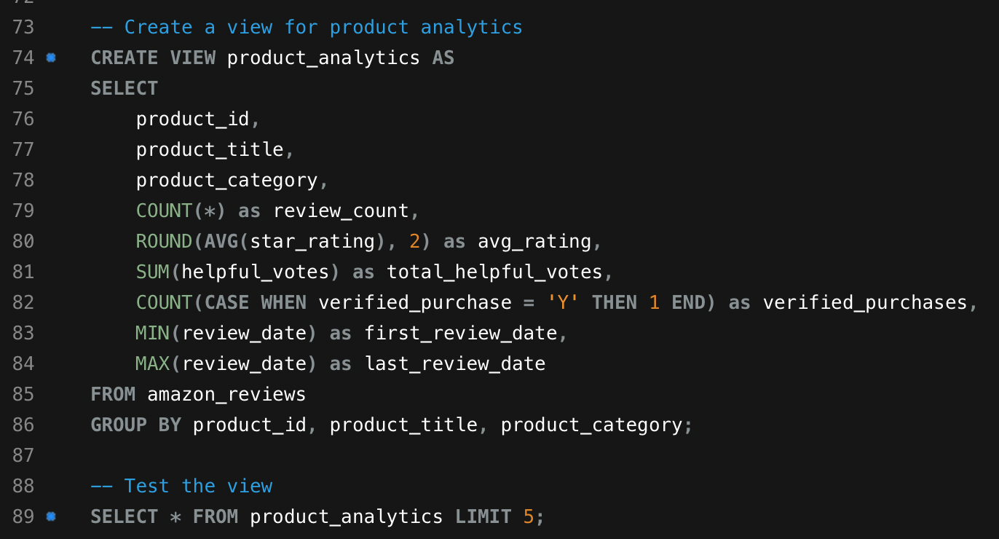 72
73 -- Create a view for product analytics
74 CREATE VIEW product_analytics AS
75 SELECT
76     product_id,
77     product_title,
78     product_category,
79     COUNT(*) as review_count,
80     ROUND(AVG(star_rating), 2) as avg_rating,
81     SUM(helpful_votes) as total_helpful_votes,
82     COUNT(CASE WHEN verified_purchase = 'Y' THEN 1 END) as verified_purchases,
83     MIN(review_date) as first_review_date,
84     MAX(review_date) as last_review_date
85 FROM amazon_reviews
86 GROUP BY product_id, product_title, product_category;
87
88 -- Test the view
89 SELECT * FROM product_analytics LIMIT 5;